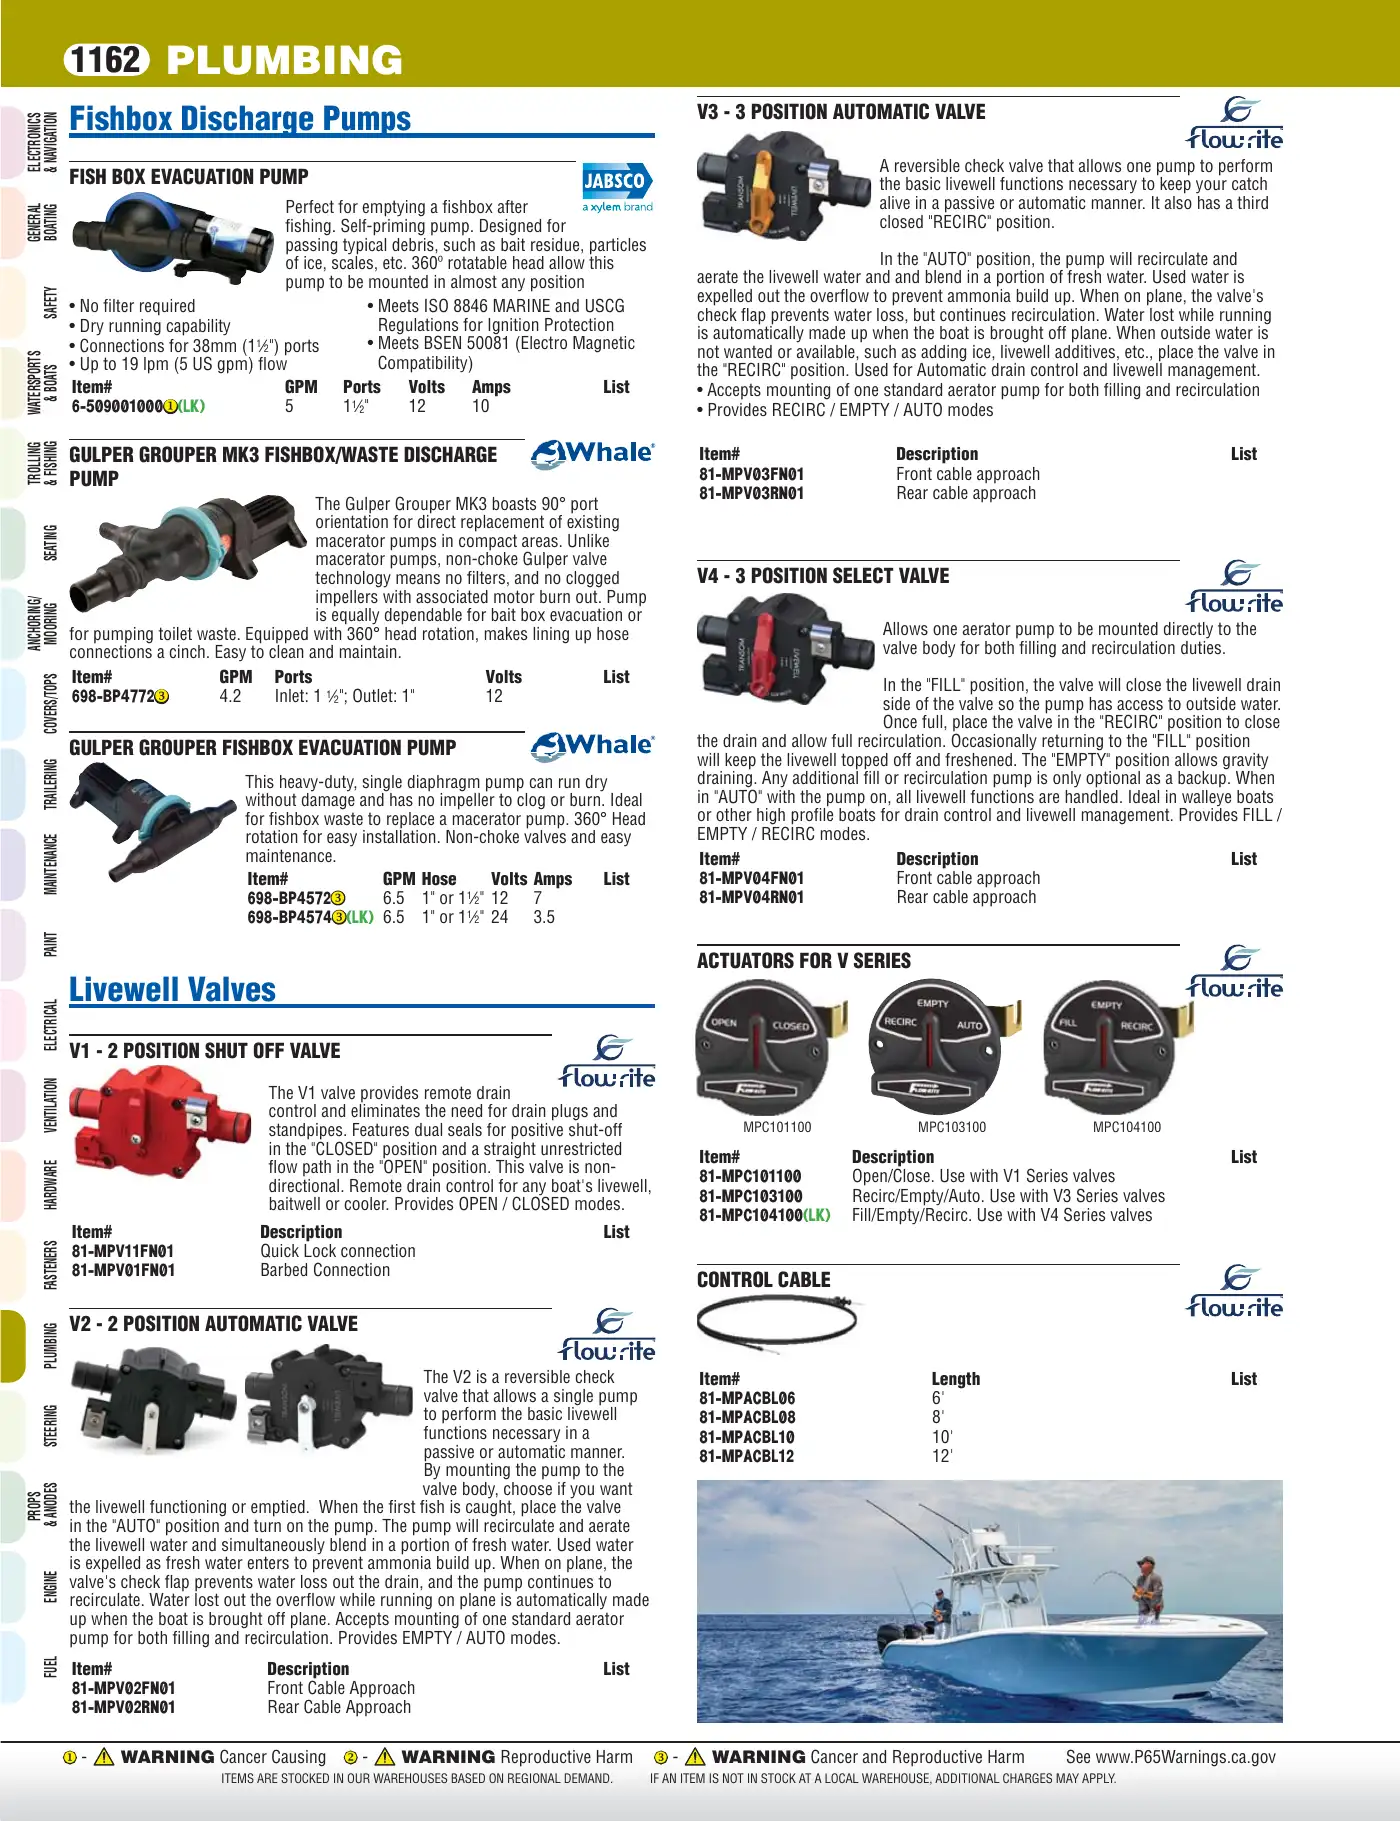 1162 PLUMBING
ELECTRONICS
& NAVIGATION
GENERAL
BOATING
SAFETY
WATERSPORTS
& BOATS
TROLLING
& FISHING
SEATING
ANCHORING/
MOORING
COVERS/TOPS
TRAILERING
MAINTENANCE
PAINT
ELECTRICAL
VENTILATION
HARDWARE
FASTENERS
PLUMBING
STEERING
PROPS
& ANODES
ENGINE
FUEL
Fishbox Discharge Pumps
FISH BOX EVACUATION PUMP
JABSCO
a xylem brand
Perfect for emptying a fishbox after
fishing. Self-priming pump. Designed for
passing typical debris, such as bait residue, particles
of ice, scales, etc. 360º rotatable head allow this
pump to be mounted in almost any position
• No filter required
• Dry running capability
• Connections for 38mm (1½") ports
• Up to 19 lpm (5 US gpm) flow
• Meets ISO 8846 MARINE and USCG
Regulations for Ignition Protection
• Meets BSEN 50081 (Electro Magnetic
Compatibility)
Item# GPM Ports Volts Amps List
6-509001000 1 (LK) 5 1½" 12 10
GULPER GROUPER MK3 FISHBOX/WASTE DISCHARGE
PUMP
Whale®
The Gulper Grouper MK3 boasts 90° port
orientation for direct replacement of existing
macerator pumps in compact areas. Unlike
macerator pumps, non-choke Gulper valve
technology means no filters, and no clogged
impellers with associated motor burn out. Pump
is equally dependable for bait box evacuation or
for pumping toilet waste. Equipped with 360° head rotation, makes lining up hose
connections a cinch. Easy to clean and maintain.
Item# GPM Ports Volts List
698-BP4772 3 4.2 Inlet: 1 ½"; Outlet: 1" 12
GULPER GROUPER FISHBOX EVACUATION PUMP
Whale®
This heavy-duty, single diaphragm pump can run dry
without damage and has no impeller to clog or burn. Ideal
for fishbox waste to replace a macerator pump. 360° Head
rotation for easy installation. Non-choke valves and easy
maintenance.
Item# GPM Hose Volts Amps List
698-BP4572 3 6.5 1" or 1½" 12 7
698-BP4574 3 (LK) 6.5 1" or 1½" 24 3.5
Livewell Valves
V1 - 2 POSITION SHUT OFF VALVE
flow-rite
The V1 valve provides remote drain
control and eliminates the need for drain plugs and
standpipes. Features dual seals for positive shut-off
in the "CLOSED" position and a straight unrestricted
flow path in the "OPEN" position. This valve is non-
directional. Remote drain control for any boat's livewell,
baitwell or cooler. Provides OPEN / CLOSED modes.
Item# Description List
81-MPV11FN01 Quick Lock connection
81-MPV01FN01 Barbed Connection
V2 - 2 POSITION AUTOMATIC VALVE
flow-rite
The V2 is a reversible check
valve that allows a single pump
to perform the basic livewell
functions necessary in a
passive or automatic manner.
By mounting the pump to the
valve body, choose if you want
the livewell functioning or emptied. When the first fish is caught, place the valve
in the "AUTO" position and turn on the pump. The pump will recirculate and aerate
the livewell water and simultaneously blend in a portion of fresh water. Used water
is expelled as fresh water enters to prevent ammonia build up. When on plane, the
valve's check flap prevents water loss out the drain, and the pump continues to
recirculate. Water lost out the overflow while running on plane is automatically made
up when the boat is brought off plane. Accepts mounting of one standard aerator
pump for both filling and recirculation. Provides EMPTY / AUTO modes.
Item# Description List
81-MPV02FN01 Front Cable Approach
81-MPV02RN01 Rear Cable Approach
V3 - 3 POSITION AUTOMATIC VALVE
flow-rite
TRANSOM
A reversible check valve that allows one pump to perform
the basic livewell functions necessary to keep your catch
alive in a passive or automatic manner. It also has a third
closed "RECIRC" position.
In the "AUTO" position, the pump will recirculate and
aerate the livewell water and and blend in a portion of fresh water. Used water is
expelled out the overflow to prevent ammonia build up. When on plane, the valve's
check flap prevents water loss, but continues recirculation. Water lost while running
is automatically made up when the boat is brought off plane. When outside water is
not wanted or available, such as adding ice, livewell additives, etc., place the valve in
the "RECIRC" position. Used for Automatic drain control and livewell management.
• Accepts mounting of one standard aerator pump for both filling and recirculation
• Provides RECIRC / EMPTY / AUTO modes
Item# Description List
81-MPV03FN01 Front cable approach
81-MPV03RN01 Rear cable approach
V4 - 3 POSITION SELECT VALVE
flow-rite
TRANSOM
Allows one aerator pump to be mounted directly to the
valve body for both filling and recirculation duties.
In the "FILL" position, the valve will close the livewell drain
side of the valve so the pump has access to outside water.
Once full, place the valve in the "RECIRC" position to close
the drain and allow full recirculation. Occasionally returning to the "FILL" position
will keep the livewell topped off and freshened. The "EMPTY" position allows gravity
draining. Any additional fill or recirculation pump is only optional as a backup. When
in "AUTO" with the pump on, all livewell functions are handled. Ideal in walleye boats
or other high profile boats for drain control and livewell management. Provides FILL /
EMPTY / RECIRC modes.
Item# Description List
81-MPV04FN01 Front cable approach
81-MPV04RN01 Rear cable approach
ACTUATORS FOR V SERIES
flow-rite
OPEN CLOSED
FLOW-RITE
EMPTY
RECIRC AUTO
FLOW-RITE
EMPTY
FILL RECIRC
FLOW-RITE
MPC101100 MPC103100 MPC104100
Item# Description List
81-MPC101100 Open/Close. Use with V1 Series valves
81-MPC103100 Recirc/Empty/Auto. Use with V3 Series valves
81-MPC104100(LK) Fill/Empty/Recirc. Use with V4 Series valves
CONTROL CABLE
flow-rite
Item# Length List
81-MPACBL06 6'
81-MPACBL08 8'
81-MPACBL10 10'
81-MPACBL12 12'
1 - WARNING Cancer Causing 2 - WARNING Reproductive Harm 3 - WARNING Cancer and Reproductive Harm See www.P65Warnings.ca.gov
ITEMS ARE STOCKED IN OUR WAREHOUSES BASED ON REGIONAL DEMAND. IF AN ITEM IS NOT IN STOCK AT A LOCAL WAREHOUSE, ADDITIONAL CHARGES MAY APPLY.